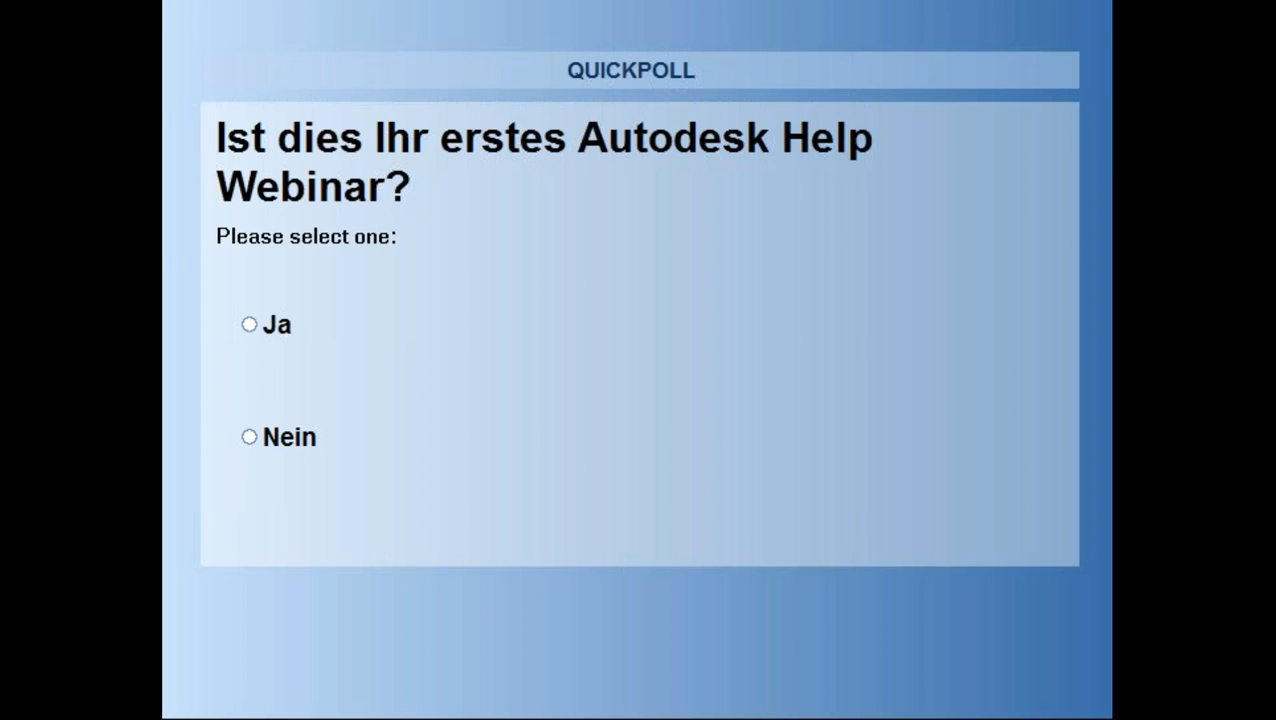 QUICKPOLL
Ist dies Ihr erstes Autodesk Help
Webinar?
Please select one:
Ja
Nein